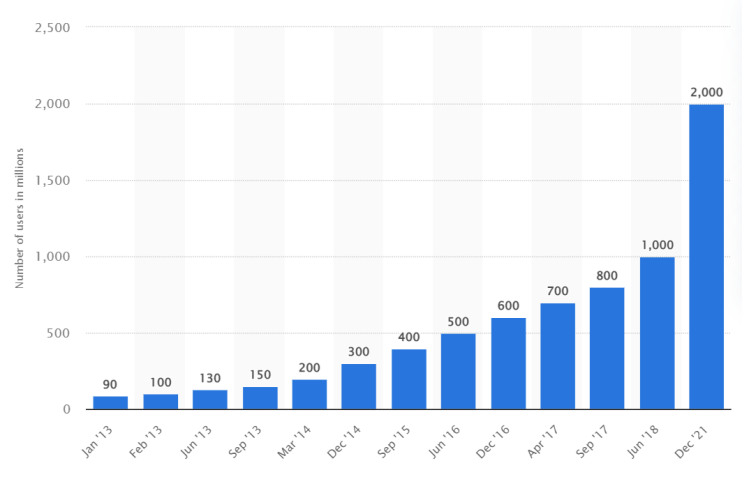 2,500
2,000
1,500
1,000
500
0
Number of users in millions
90
100
130
150
200
300
400
500
600
700
800
1,000
2,000
Jan '13
Feb '13
Jun '13
Sep '13
Mar '14
Dec '14
Sep '15
Jun '16
Dec '16
Apr '17
Sep '17
Jun '18
Dec '21